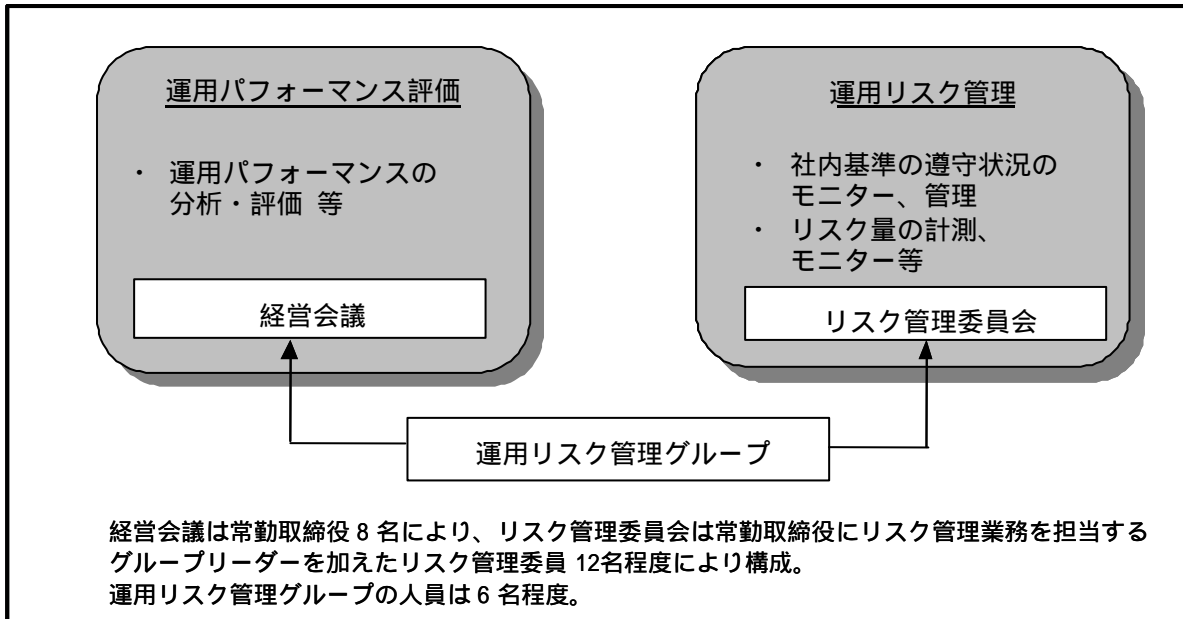 運用パフォーマンス評価
・ 運用パフォーマンスの
分析・評価 等
経営会議
運用リスク管理
・ 社内基準の遵守状況の
モニター、管理
・ リスク量の計測、
モニター等
リスク管理委員会
運用リスク管理グループ
経営会議は常勤取締役 8 名により、リスク管理委員会は常勤取締役にリスク管理業務を担当する
グループリーダーを加えたリスク管理委員 12名程度により構成。
運用リスク管理グループの人員は 6 名程度。